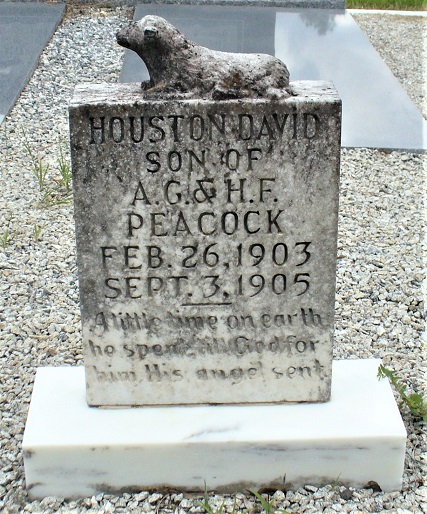 HOUSTON DAVID
SON OF
A.G. & H.F.
PEACOCK
FEB. 26, 1903
SEPT. 3, 1905
A little time on earth
he spent till God for
him His angel sent